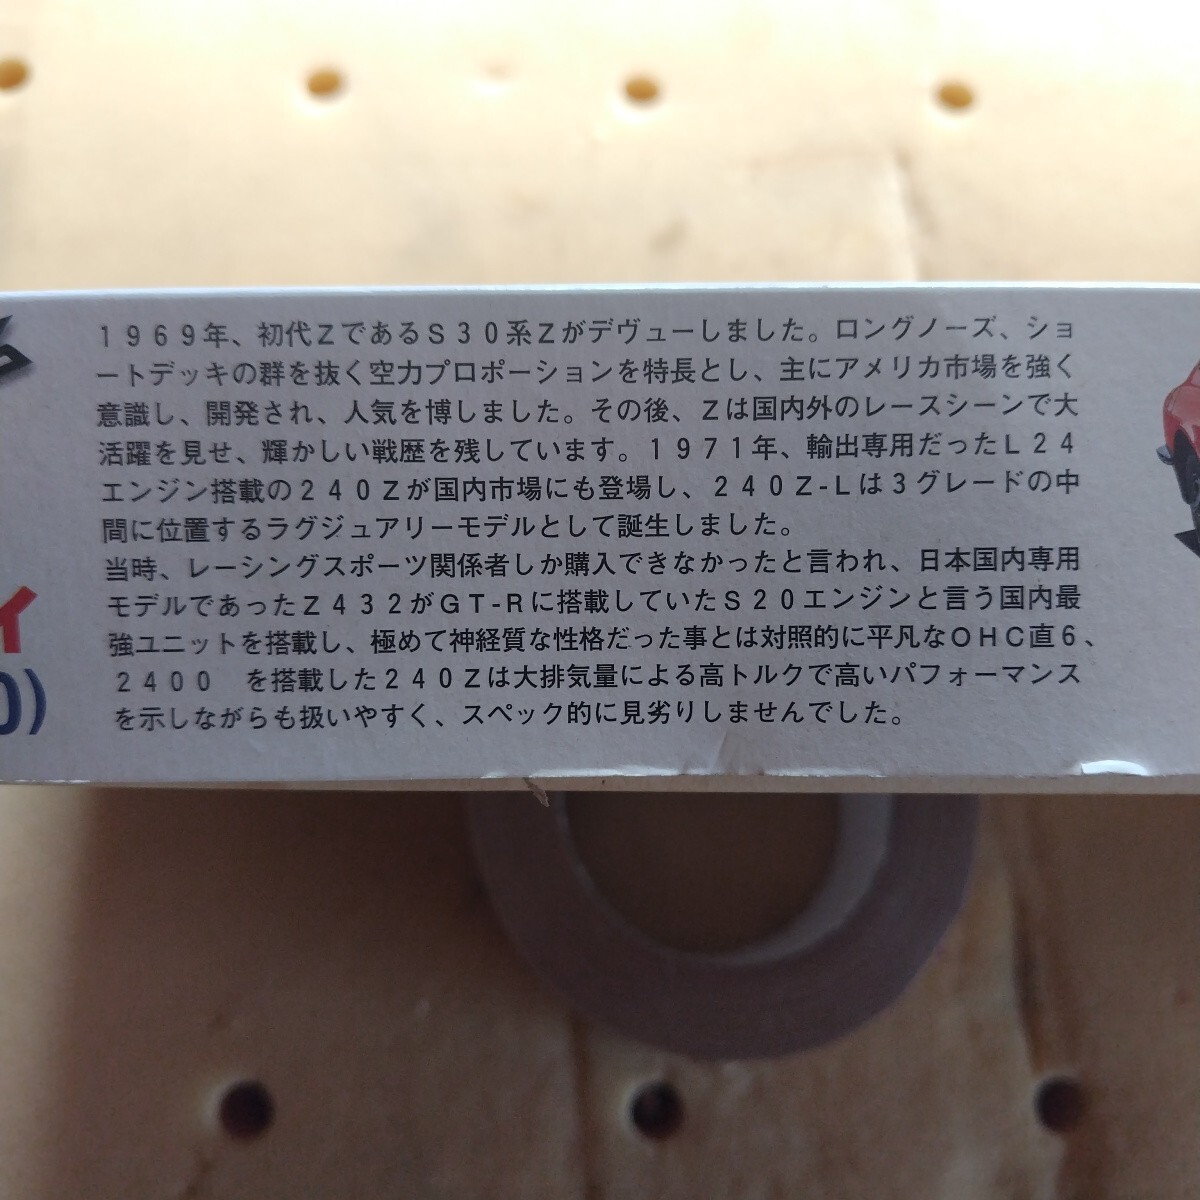 1969年、初代ZであるS30系Zがデヴューしました。ロングノーズ、ショ
ートデッキの群を抜く空力プロポーションを特長とし、主にアメリカ市場を強く
意識し、開発され、人気を博しました。その後、Zは国内外のレースシーンで大
活躍を見せ、輝かしい戦歴を残しています。1971年、輸出専用だったL24
エンジン搭載の240Zが国内市場にも登場し、240Z-Lは3グレードの中
間に位置するラグジュアリーモデルとして誕生しました。
当時、レーシングスポーツ関係者しか購入できなかったと言われ、日本国内専用
モデルであったZ432がGT-Rに搭載していたS20エンジンと言う国内最
強ユニットを搭載し、極めて神経質な性格だった事とは対照的に平凡なOHC直6、
2400　を搭載した240Zは大排気量による高トルクで高いパフォーマンス
を示しながらも扱いやすく、スペック的に見劣りしませんでした。
ィ
0)